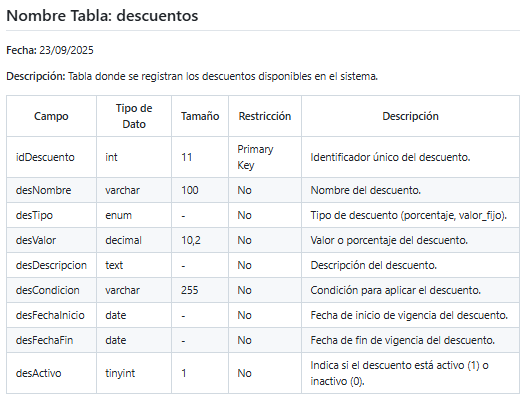 Nombre Tabla: descuentos
Fecha: 23/09/2025
Descripción: Tabla donde se registran los descuentos disponibles en el sistema.
Campo Tipo de Dato Tamaño Restricción Descripción
idDescuento int 11 Primary Key Identificador único del descuento.
desNombre varchar 100 No Nombre del descuento.
desTipo enum - No Tipo de descuento (porcentaje, valor_fijo).
desValor decimal 10,2 No Valor o porcentaje del descuento.
desDescripcion text - No Descripción del descuento.
desCondicion varchar 255 No Condición para aplicar el descuento.
desFechaInicio date - No Fecha de inicio de vigencia del descuento.
desFechaFin date - No Fecha de fin de vigencia del descuento.
desActivo tinyint 1 No Indica si el descuento está activo (1) o inactivo (0).